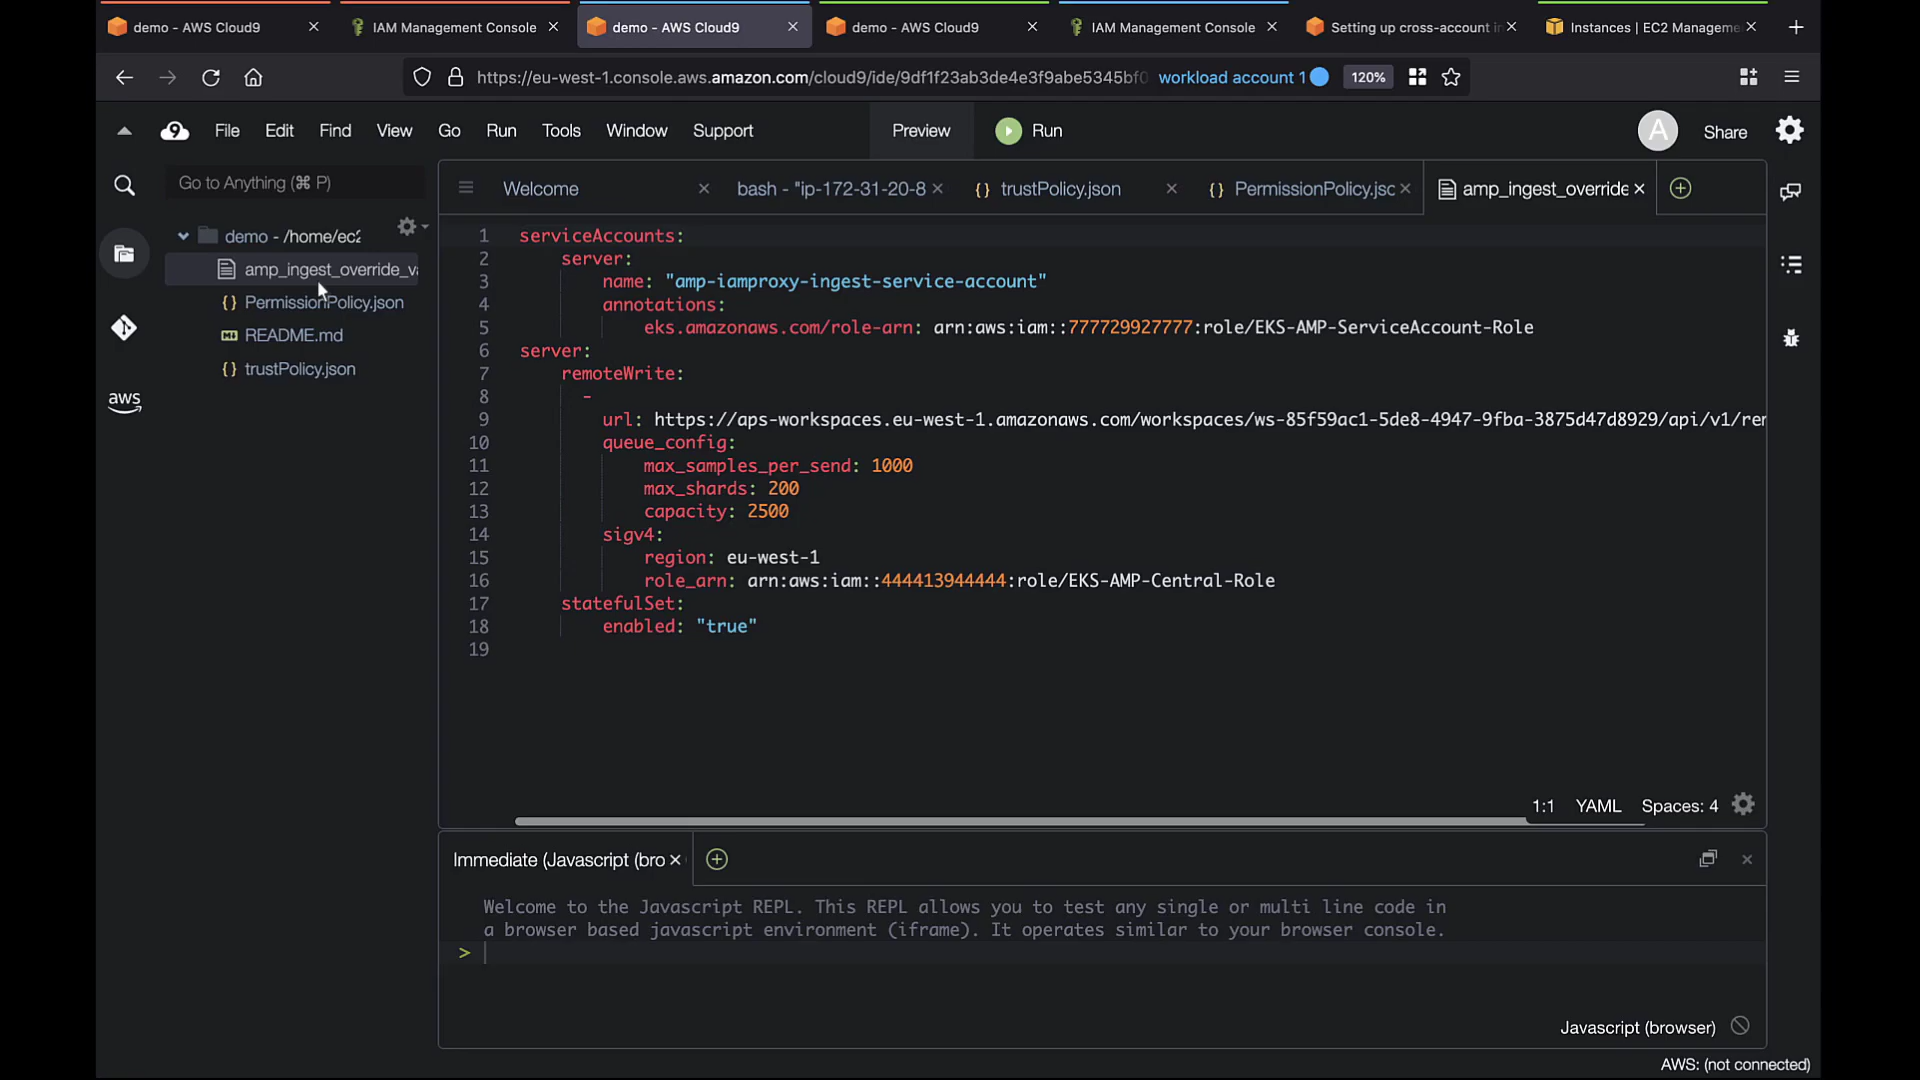 demo - AWS Cloud9
IAM Management Console
demo - AWS Cloud9
demo - AWS Cloud9
IAM Management Console
Setting up cross-account in
Instances | EC2 Manageme
https://eu-west-1.console.aws.amazon.com/cloud9/ide/9df1f23ab3de4e3f9abe5345bf0
workload account 1
120%
9 File Edit Find View Go Run Tools Window Support
Preview
Run
A
Share
Go to Anything (⌘ P)
Welcome
bash - "ip-172-31-20-8
{} trustPolicy.json
{} PermissionPolicy.jsc
amp_ingest_override
demo - /home/ec2
amp_ingest_override_va
{} PermissionPolicy.json
README.md
{} trustPolicy.json
aws
1 serviceAccounts:
2 server:
3 name: "amp-iamproxy-ingest-service-account"
4 annotations:
5 eks.amazonaws.com/role-arn: arn:aws:iam::777729927777:role/EKS-AMP-ServiceAccount-Role
6 server:
7 remoteWrite:
8 -
9 url: https://aps-workspaces.eu-west-1.amazonaws.com/workspaces/ws-85f59ac1-5de8-4947-9fba-3875d47d8929/api/v1/rem
10 queue_config:
11 max_samples_per_send: 1000
12 max_shards: 200
13 capacity: 2500
14 sigv4:
15 region: eu-west-1
16 role_arn: arn:aws:iam::444413944444:role/EKS-AMP-Central-Role
17 statefulSet:
18 enabled: "true"
19
1:1 YAML Spaces: 4
Immediate (Javascript (bro
Welcome to the Javascript REPL. This REPL allows you to test any single or multi line code in
a browser based javascript environment (iframe). It operates similar to your browser console.
>
Javascript (browser)
AWS: (not connected)